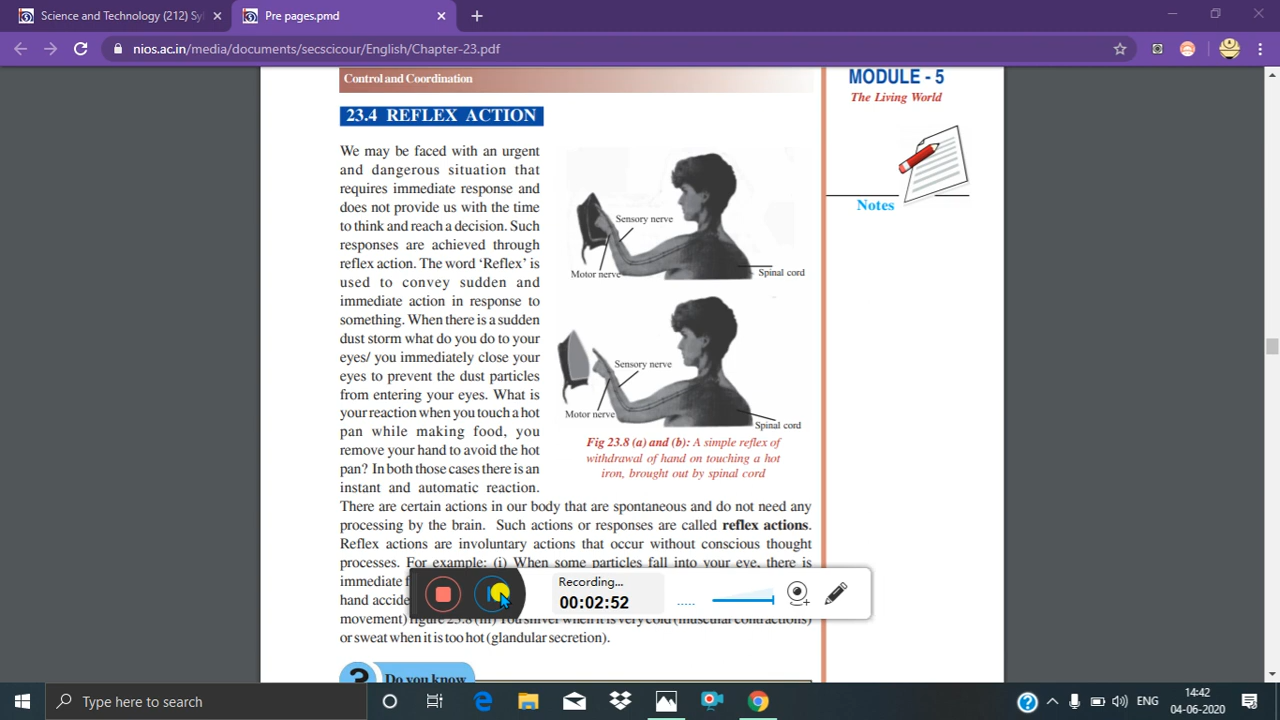 Science and Technology (212) Sy
Pre pages.pmd
nios.ac.in/media/documents/secscicour/English/Chapter-23.pdf
Control and Coordination
MODULE - 5
The Living World
Notes
23.4 REFLEX ACTION
We may be faced with an urgent
and dangerous situation that
requires immediate response and
does not provide us with the time
to think and reach a decision. Such
responses are achieved through
reflex action. The word ‘Reflex’ is
used to convey sudden and
immediate action in response to
something. When there is a sudden
dust storm what do you do to your
eyes/ you immediately close your
eyes to prevent the dust particles
from entering your eyes. What is
your reaction when you touch a hot
pan while making food, you
remove your hand to avoid the hot
pan? In both those cases there is an
instant and automatic reaction.
Sensory nerve
Motor nerve
Spinal cord
Sensory nerve
Motor nerve
Spinal cord
Fig 23.8 (a) and (b): A simple reflex of
withdrawal of hand on touching a hot
iron, brought out by spinal cord
There are certain actions in our body that are spontaneous and do not need any
processing by the brain. Such actions or responses are called reflex actions.
Reflex actions are involuntary actions that occur without conscious thought
processes. For example: (i) When some particles fall into your eye, there is
immediate f
hand accide
movement) figure 23.8 (iii) You shiver when it is very cold (muscular contractions)
or sweat when it is too hot (glandular secretion).
Do you know
Recording...
00:02:52
Type here to search
ENG
14:42
04-06-2020